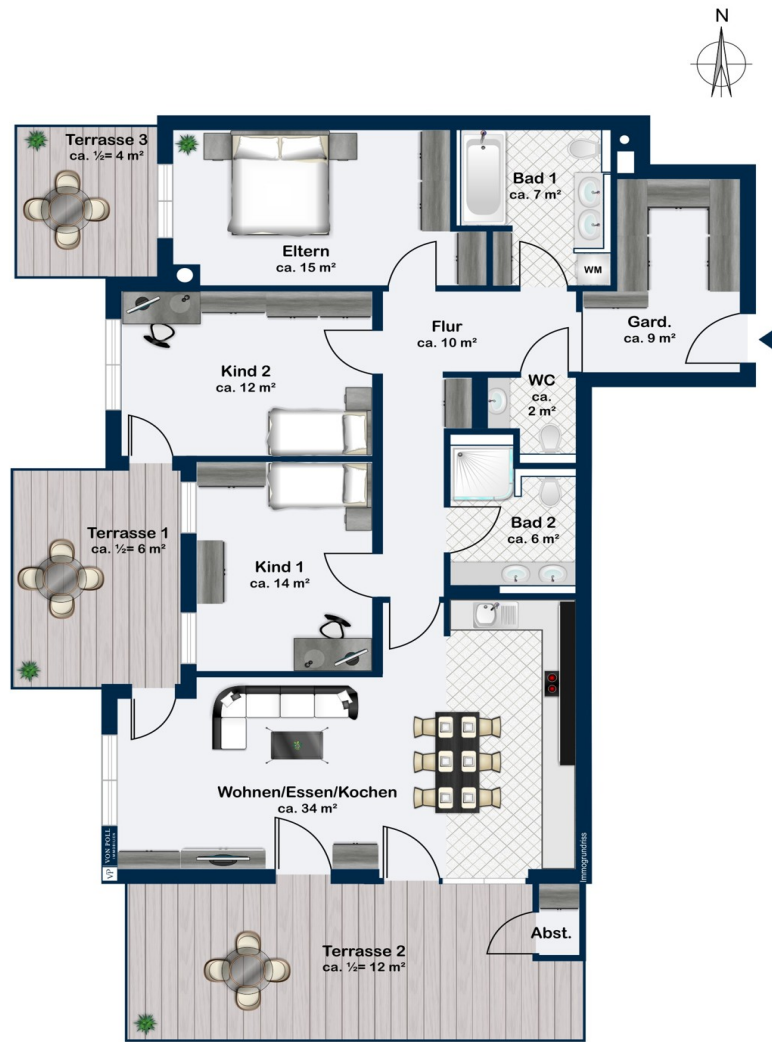 N
Terrasse 3
ca. ½= 4 m²
Bad 1
ca. 7 m²
Eltern
ca. 15 m²
WM
Flur
ca. 10 m²
Gard.
ca. 9 m²
Kind 2
ca. 12 m²
WC
ca.
2 m²
Terrasse 1
ca. ½= 6 m²
Bad 2
ca. 6 m²
Kind 1
ca. 14 m²
Wohnen/Essen/Kochen
ca. 34 m²
VP
VON POLL
IMMOBILIEN
Immogrundriss
Abst.
Terrasse 2
ca. ½= 12 m²